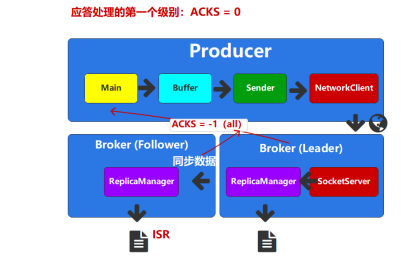 应答处理的第一个级别：ACKS = 0
Producer
Main
Buffer
Sender
NetworkClient
ACKS = -1（all）
Broker (Follower)
Broker (Leader)
同步数据
ReplicaManager
ReplicaManager
SocketServer
ISR